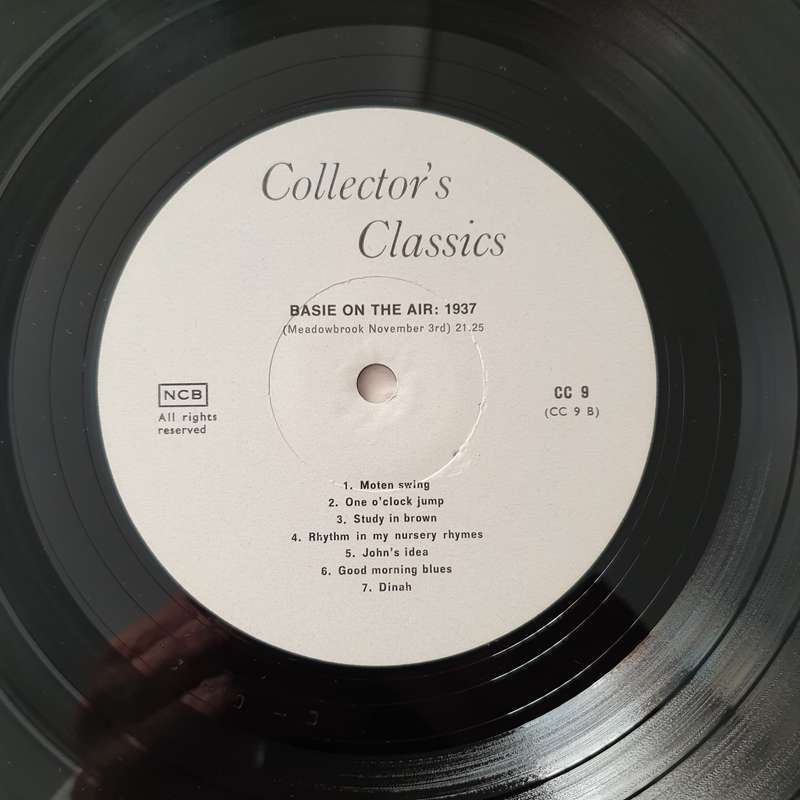 Collector's
Classics
BASIE ON THE AIR: 1937
(Meadowbrook November 3rd) 21.25
NCB
All rights
reserved
CC 9
(CC 9 B)
1. Moten swing
2. One o'clock jump
3. Study in brown
4. Rhythm in my nursery rhymes
5. John's idea
6. Good morning blues
7. Dinah